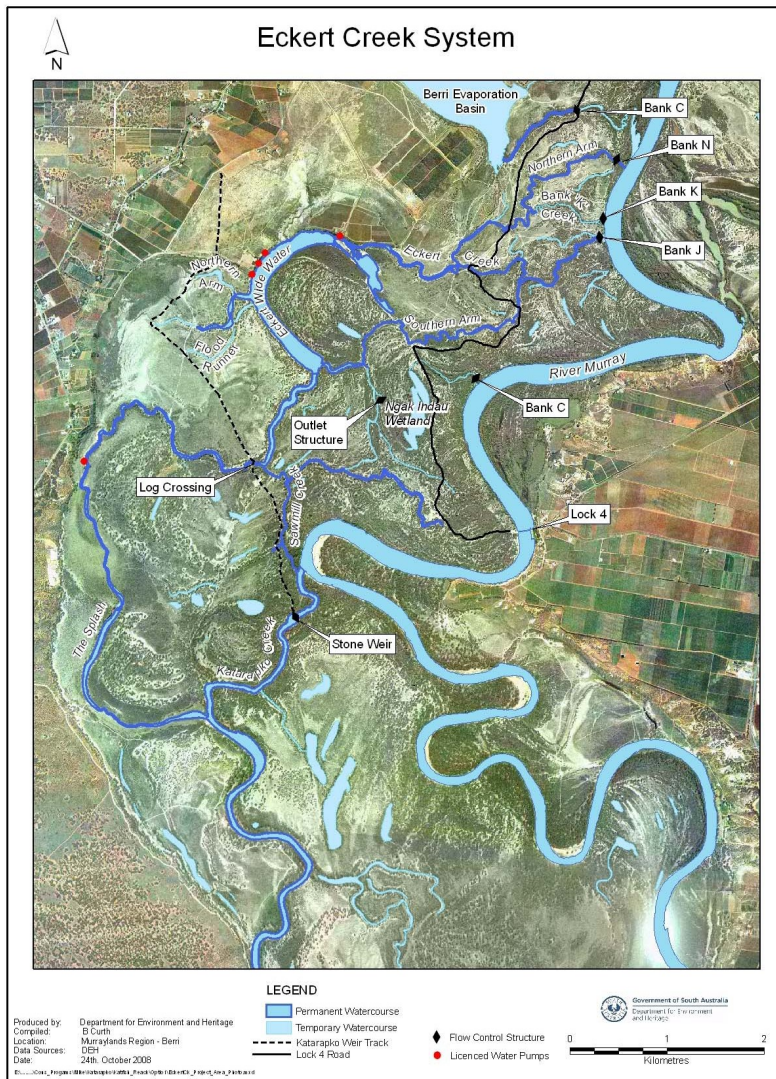 Eckert Creek System
N
Berri Evaporation
Basin
Bank C
Northern Arm
Bank N
Bank 'K'
Creek
Bank K
Bank J
Eckert
Creek
Northern
Arm
Eckert Wide Water
Flood
Runner
Southern Arm
River Murray
Bank C
Ngak Indau
Wetland
Outlet
Structure
Log Crossing
Sawmill Creek
Lock 4
The Splash
Katarapko Creek
Stone Weir
LEGEND
Permanent Watercourse
Temporary Watercourse
Katarapko Weir Track
Lock 4 Road
Flow Control Structure
Licenced Water Pumps
Government of South Australia
Department for Environment
and Heritage
0 1 2
Kilometres
Produced by: Department for Environment and Heritage
Compiled: B Curth
Location: Murraylands Region - Berri
Data Sources: DEH
Date: 24th. October 2008